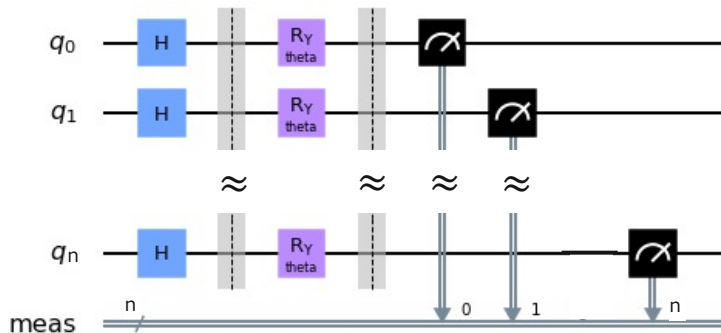 q0 H RY theta
q1 H RY theta
≈ ≈ ≈ ≈
qn H RY theta
meas n 0 1 n